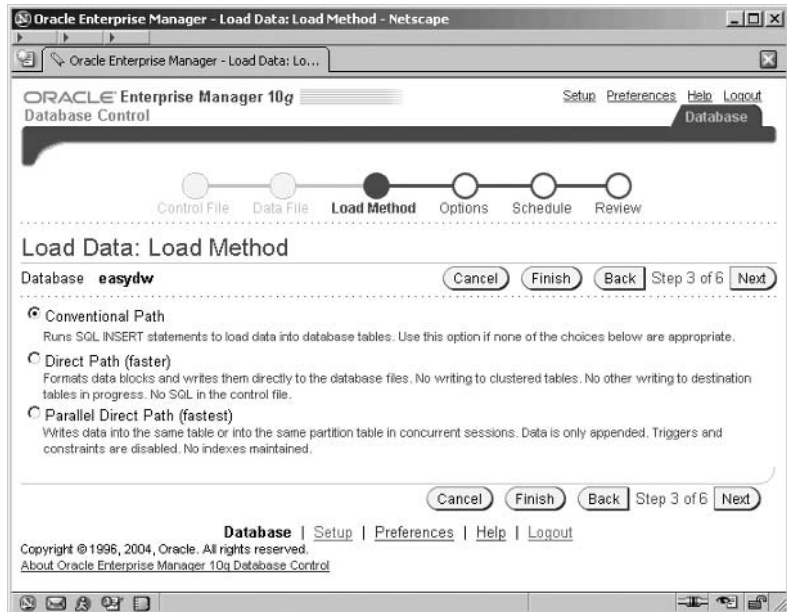 Oracle Enterprise Manager - Load Data: Load Method - Netscape
Oracle Enterprise Manager - Load Data: Lo...
ORACLE Enterprise Manager 10g
Database Control
Setup Preferences Help Logout
Database
Control File Data File Load Method Options Schedule Review
Load Data: Load Method
Database easydw
Cancel Finish Back Step 3 of 6 Next
Conventional Path
Runs SQL INSERT statements to load data into database tables. Use this option if none of the choices below are appropriate.
Direct Path (faster)
Formats data blocks and writes them directly to the database files. No writing to clustered tables. No other writing to destination
tables in progress. No SQL in the control file.
Parallel Direct Path (fastest)
Writes data into the same table or into the same partition table in concurrent sessions. Data is only appended. Triggers and
constraints are disabled. No indexes maintained.
Cancel Finish Back Step 3 of 6 Next
Database | Setup | Preferences | Help | Logout
Copyright © 1996, 2004, Oracle. All rights reserved.
About Oracle Enterprise Manager 10g Database Control